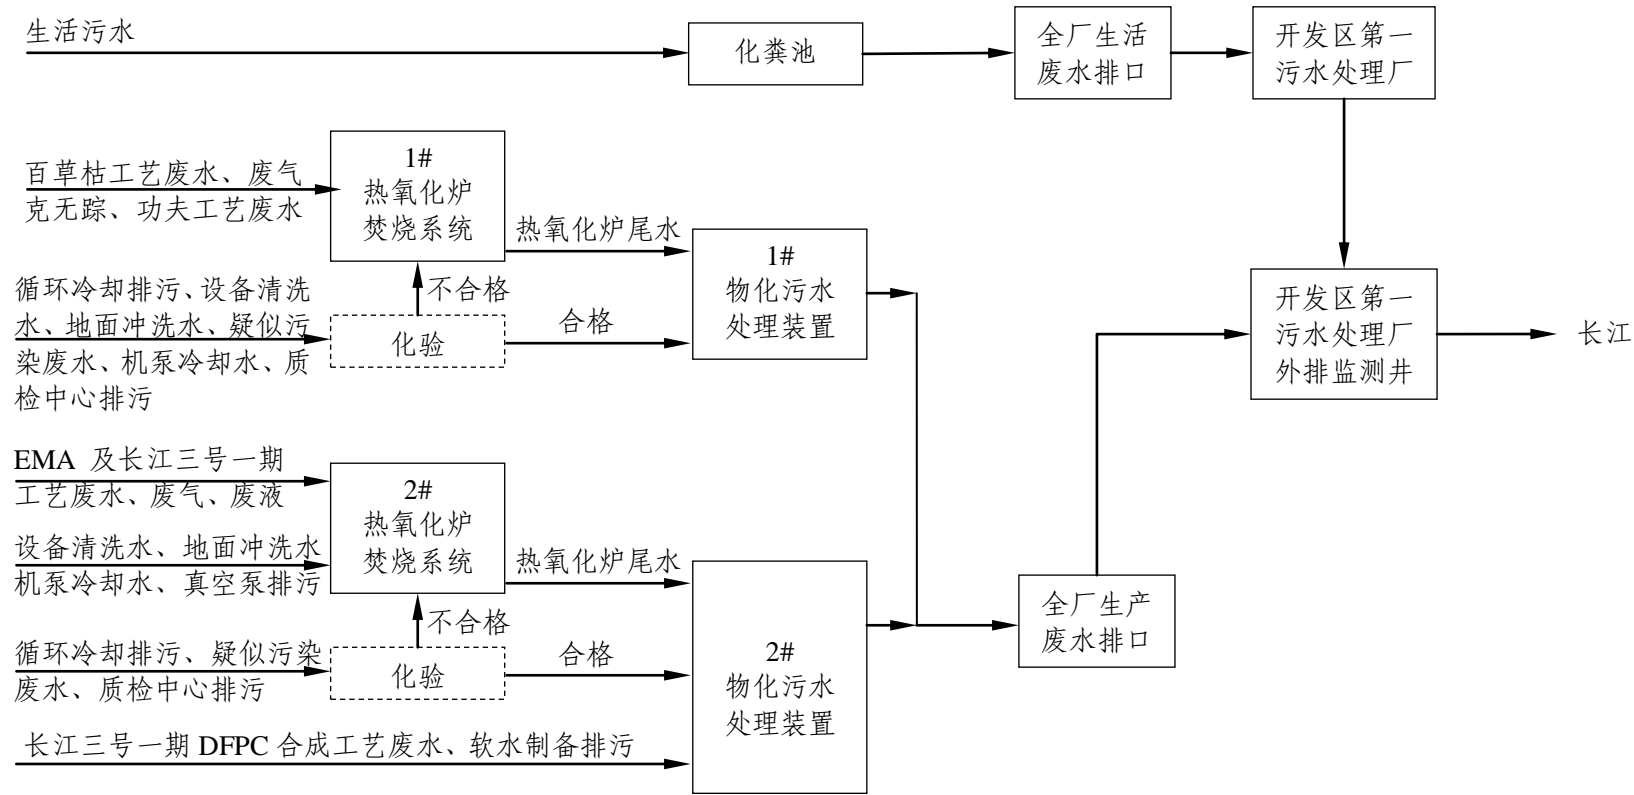 生活污水
化粪池
全厂生活
废水排口
开发区第一
污水处理厂
百草枯工艺废水、废气
克无踪、功夫工艺废水
1#
热氧化炉
焚烧系统
热氧化炉尾水
1#
物化污水
处理装置
不合格
循环冷却排污、设备清洗
水、地面冲洗水、疑似污
染废水、机泵冷却水、质
检中心排污
化验
合格
开发区第一
污水处理厂
外排监测井
长江
EMA 及长江三号一期
工艺废水、废气、废液
设备清洗水、地面冲洗水
机泵冷却水、真空泵排污
2#
热氧化炉
焚烧系统
热氧化炉尾水
不合格
循环冷却排污、疑似污染
废水、质检中心排污
化验
合格
2#
物化污水
处理装置
全厂生产
废水排口
长江三号一期 DFPC 合成工艺废水、软水制备排污